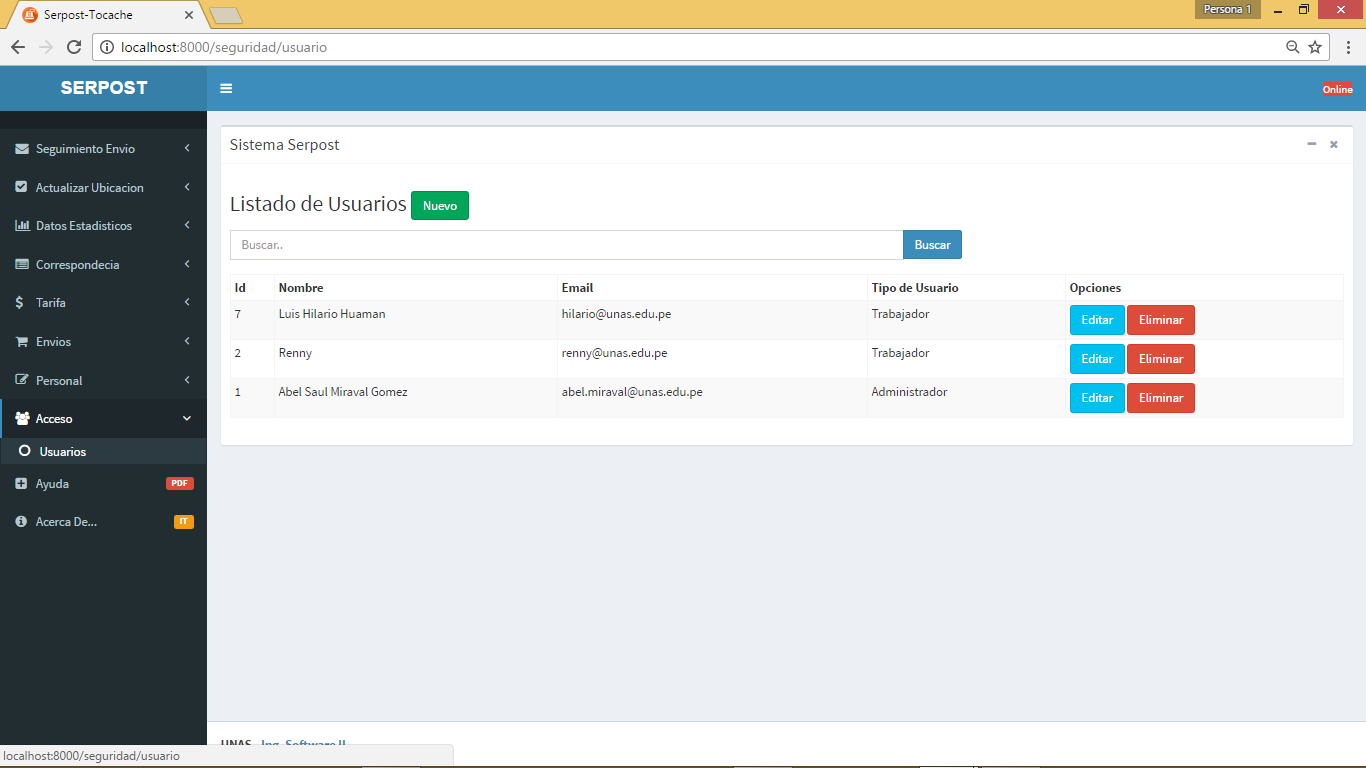 Serpost-Tocache
Persona 1
localhost:8000/seguridad/usuario
SERPOST
Online
Seguimiento Envio
Actualizar Ubicacion
Datos Estadisticos
Correspondecia
Tarifa
Envios
Personal
Acceso
Usuarios
Ayuda PDF
Acerca De... IT
Sistema Serpost
Listado de Usuarios Nuevo
Buscar.. Buscar
Id Nombre Email Tipo de Usuario Opciones
7 Luis Hilario Huaman hilario@unas.edu.pe Trabajador Editar Eliminar
2 Renny renny@unas.edu.pe Trabajador Editar Eliminar
1 Abel Saul Miraval Gomez abel.miraval@unas.edu.pe Administrador Editar Eliminar
UNAS Ing. Software II
localhost:8000/seguridad/usuario